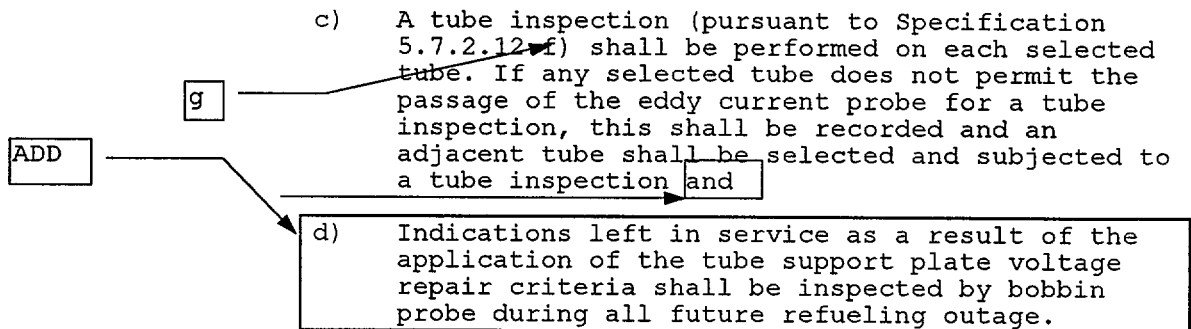 c) A tube inspection (pursuant to Specification
5.7.2.12.f) shall be performed on each selected
tube. If any selected tube does not permit the
g
passage of the eddy current probe for a tube
inspection, this shall be recorded and an
ADD
adjacent tube shall be selected and subjected to
a tube inspection and
d) Indications left in service as a result of the
application of the tube support plate voltage
repair criteria shall be inspected by bobbin
probe during all future refueling outage.